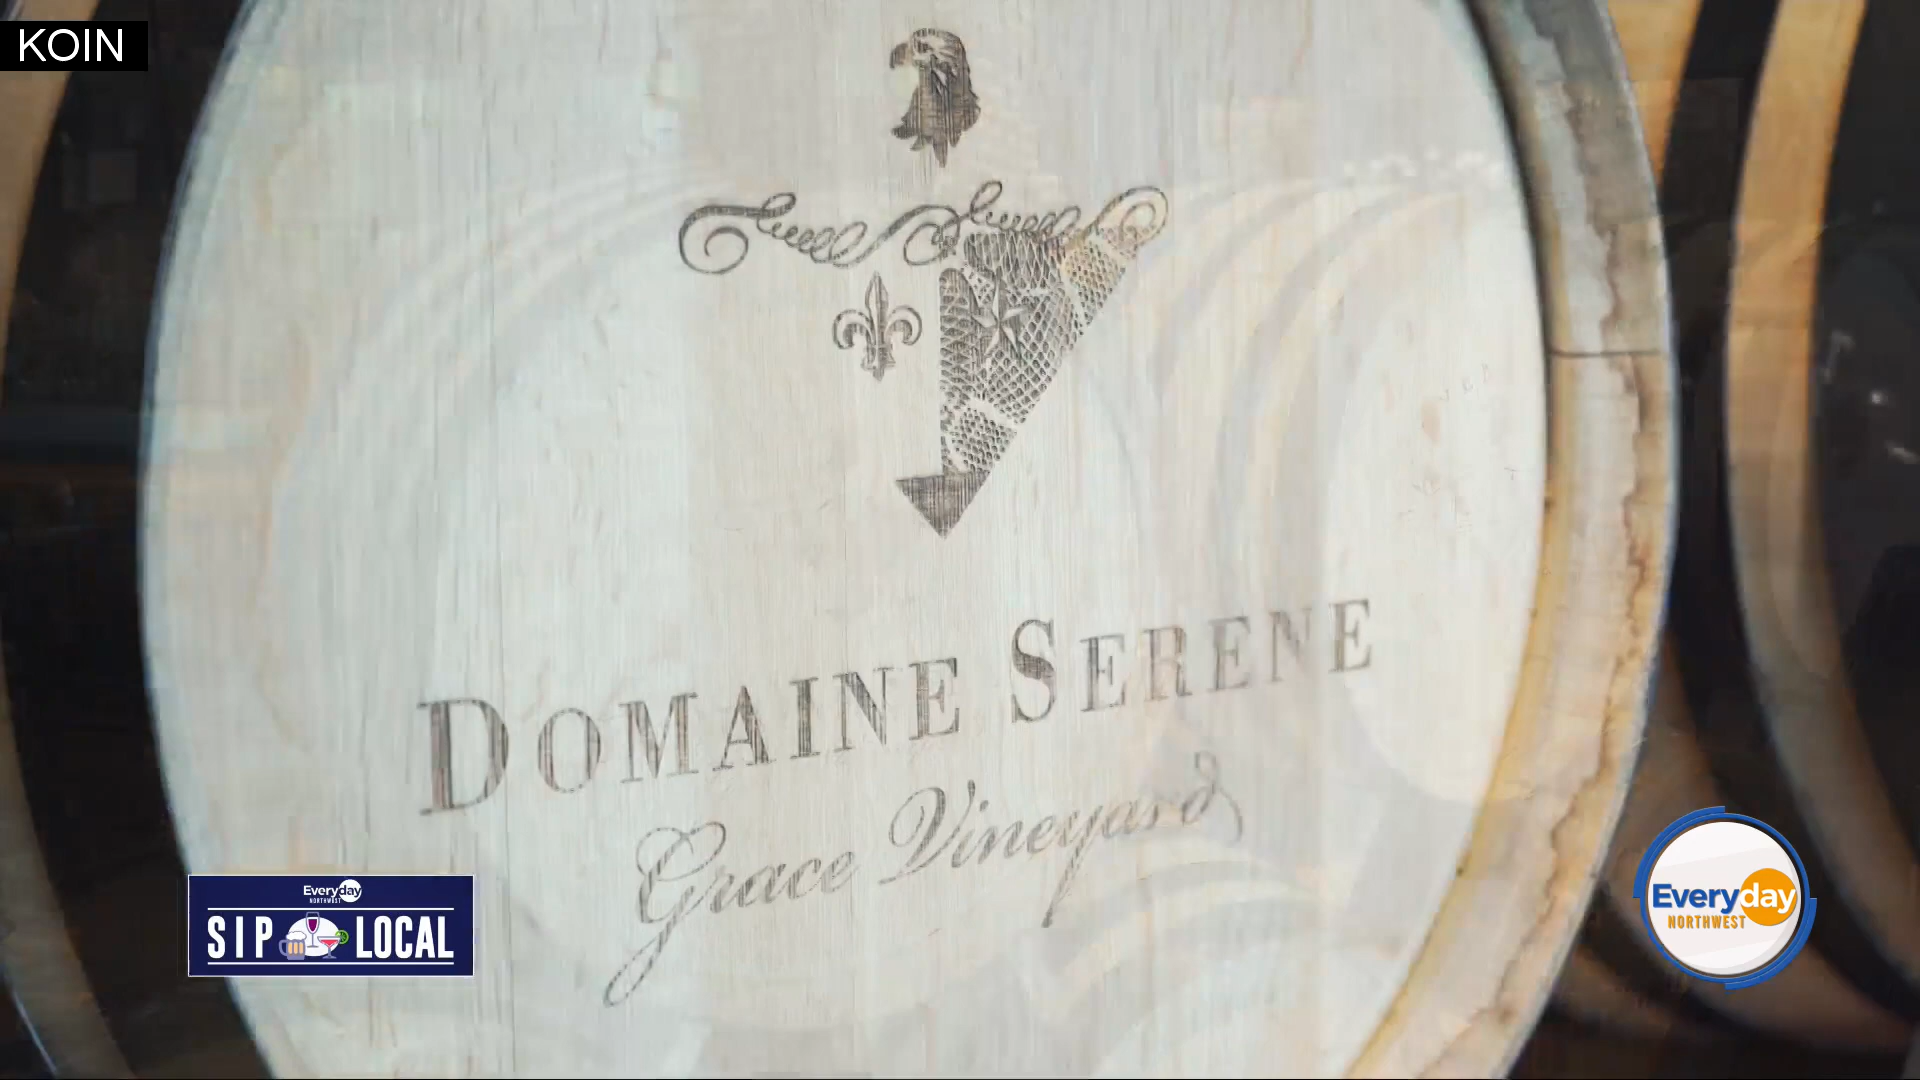 KOIN
DOMAINE SERENE
Grace Vineyard
Everyday
NORTHWEST
SIP LOCAL
Everyday
NORTHWEST